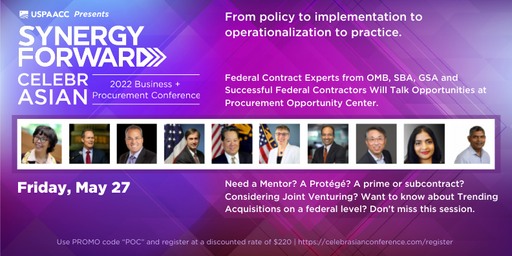 USPAACC Presents
SYNERGY
FORWARD
CELEBR
ASIAN
2022 Business +
Procurement Conference
From policy to implementation to
operationalization to practice.
Federal Contract Experts from OMB, SBA, GSA and
Successful Federal Contractors Will Talk Opportunities at
Procurement Opportunity Center.
Friday, May 27
Need a Mentor? A Protégé? A prime or subcontract?
Considering Joint Venturing? Want to know about Trending
Acquisitions on a federal level? Don't miss this session.
Use PROMO code "POC" and register at a discounted rate of $220 | https://celebrasianconference.com/register